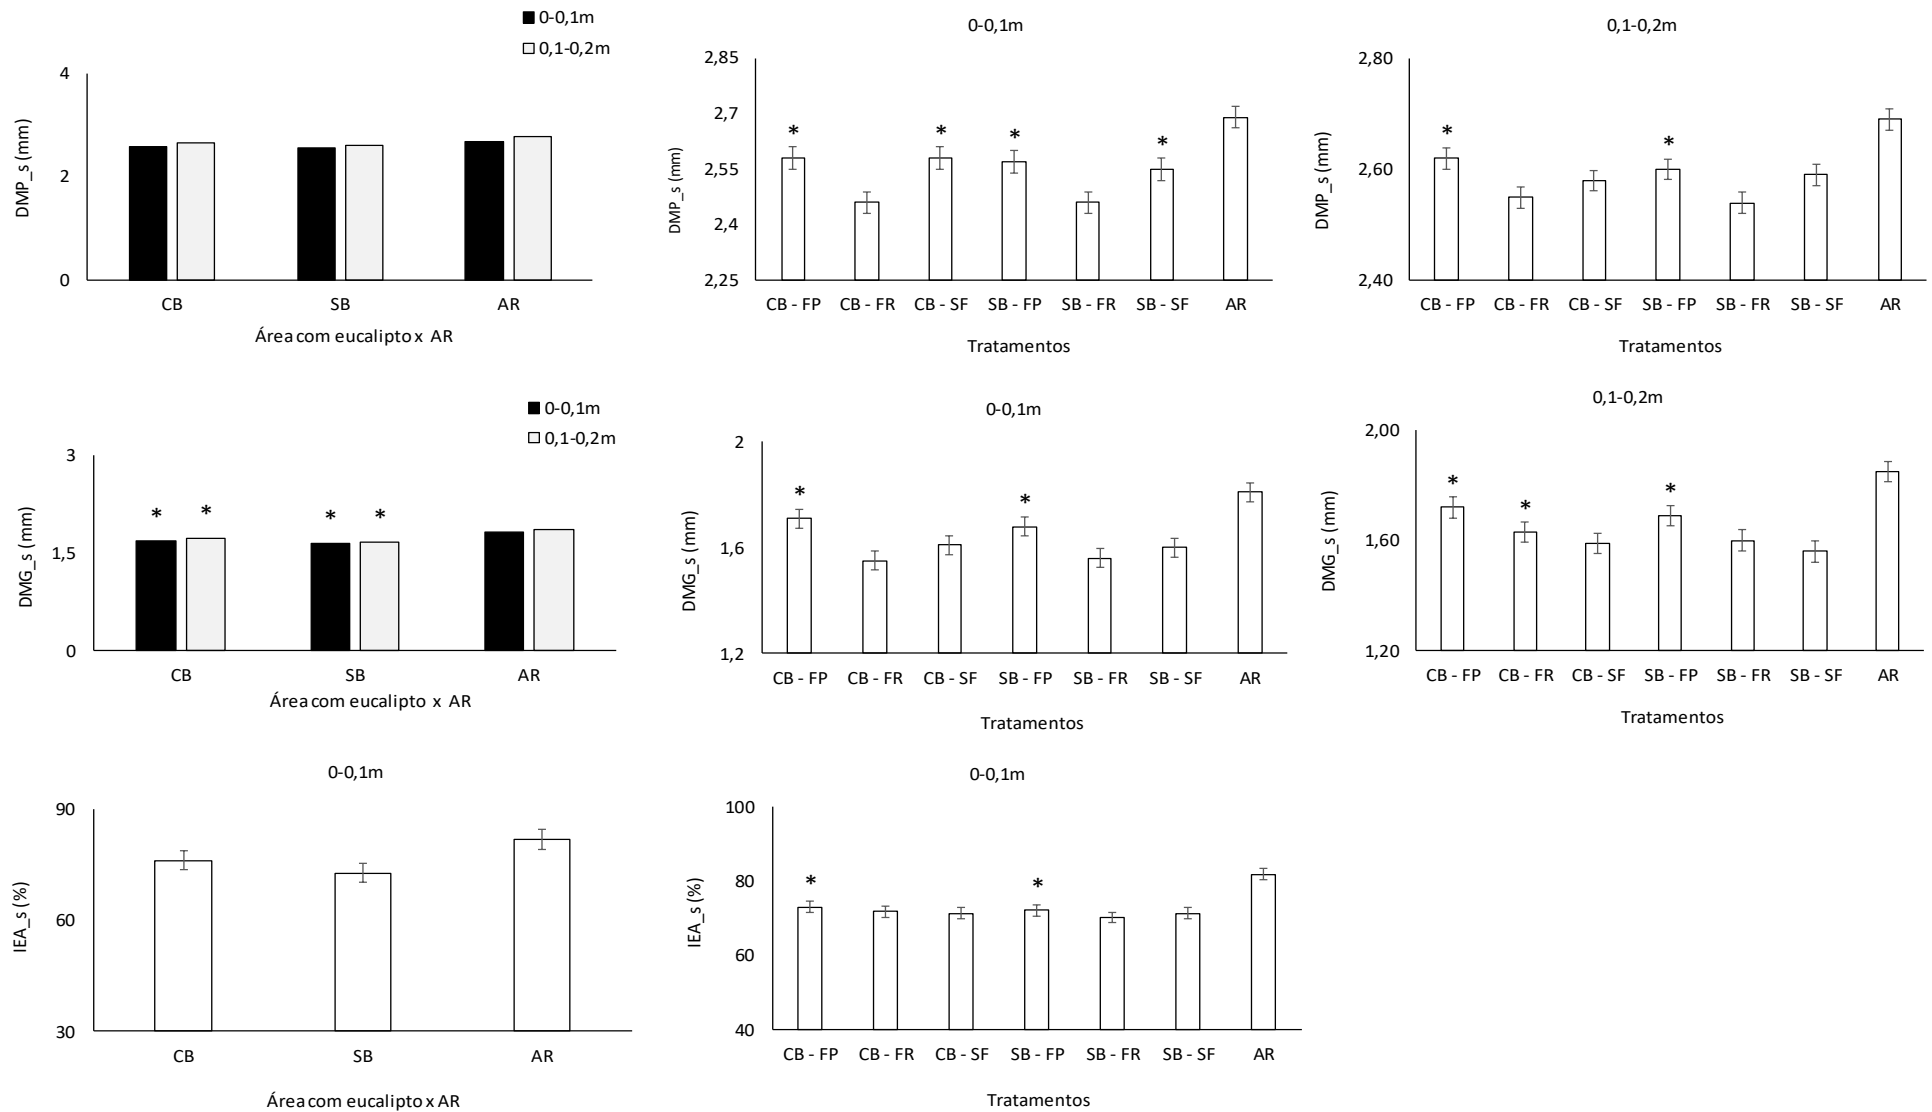 0-0,1m
0,1-0,2m
4
2
0
DMP_s (mm)
CB SB AR
Área com eucalipto x AR
0-0,1m
2,85
2,7
2,55
2,4
2,25
DMP_s (mm)
* * * *
CB - FP CB - FR CB - SF SB - FP SB - FR SB - SF AR
Tratamentos
0,1-0,2m
2,80
2,60
2,40
DMP_s (mm)
* *
CB - FP CB - FR CB - SF SB - FP SB - FR SB - SF AR
Tratamentos
0-0,1m
0,1-0,2m
3
1,5
0
DMG_s (mm)
* * * *
CB SB AR
Área com eucalipto x AR
0-0,1m
2
1,6
1,2
DMG_s (mm)
* *
CB - FP CB - FR CB - SF SB - FP SB - FR SB - SF AR
Tratamentos
0,1-0,2m
2,00
1,60
1,20
DMG_s (mm)
* * *
CB - FP CB - FR CB - SF SB - FP SB - FR SB - SF AR
Tratamentos
0-0,1m
90
60
30
IEA_s (%)
CB SB AR
Área com eucalipto x AR
0-0,1m
100
80
60
40
IEA_s (%)
* *
CB - FP CB - FR CB - SF SB - FP SB - FR SB - SF AR
Tratamentos